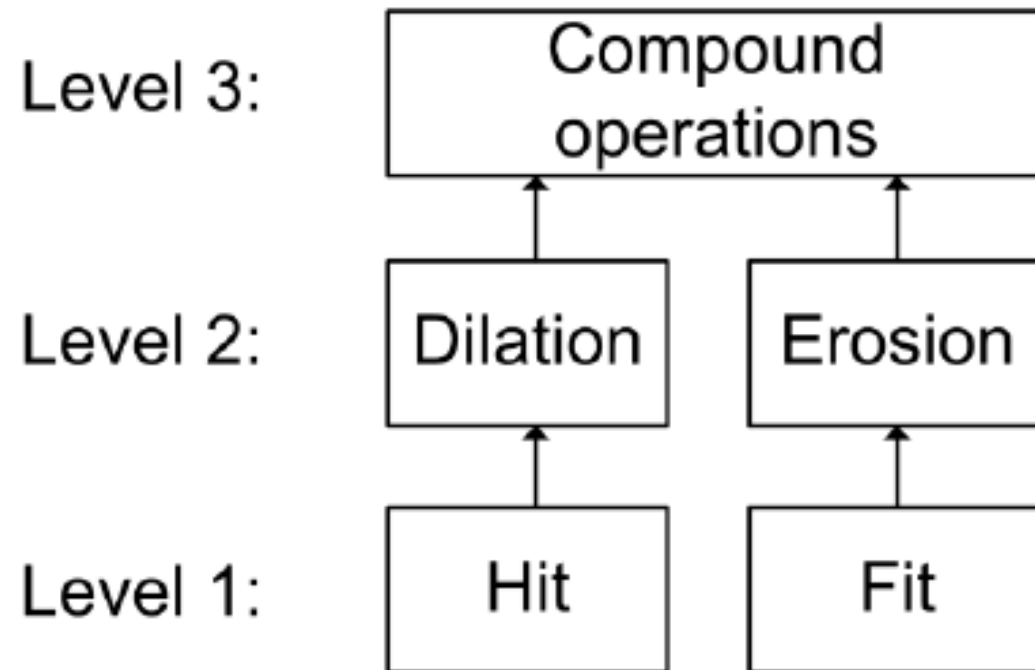 Level 3:
Compound
operations
Level 2:
Dilation
Erosion
Level 1:
Hit
Fit